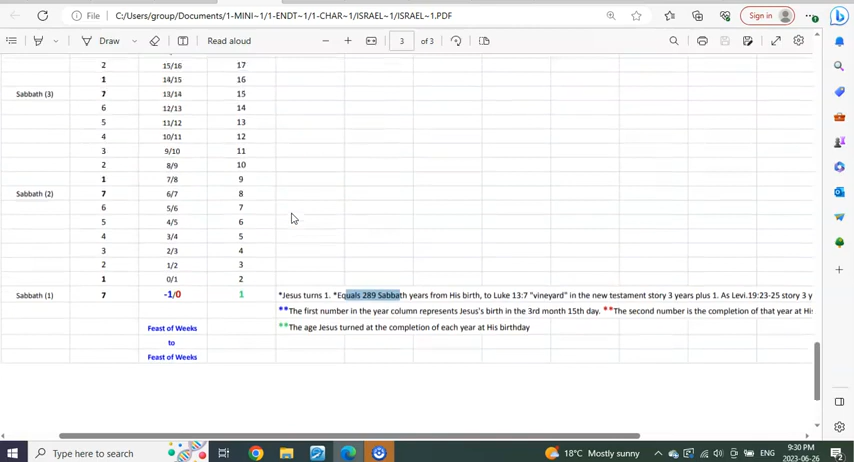 File C:/Users/group/Documents/1-MINI~1/1-ENDT~1/1-CHAR~1/ISRAEL~1/ISRAEL~1.PDF Sign in
Draw Read aloud 3 of 3
2 15/16 17
1 14/15 16
Sabbath (3) 7 13/14 15
6 12/13 14
5 11/12 13
4 10/11 12
3 9/10 11
2 8/9 10
1 7/8 9
Sabbath (2) 7 6/7 8
6 5/6 7
5 4/5 6
4 3/4 5
3 2/3 4
2 1/2 3
1 0/1 2
Sabbath (1) 7 -1/0 1 *Jesus turns 1. *Equals 289 Sabbath years from His birth, to Luke 13:7 "vineyard" in the new testament story 3 years plus 1. As Levi.19:23-25 story 3 y
**The first number in the year column represents Jesus's birth in the 3rd month 15th day. **The second number is the completion of that year at His
Feast of Weeks **The age Jesus turned at the completion of each year at His birthday
to
Feast of Weeks
Type here to search 18°C Mostly sunny ENG 9:30 PM 2023-06-26 2